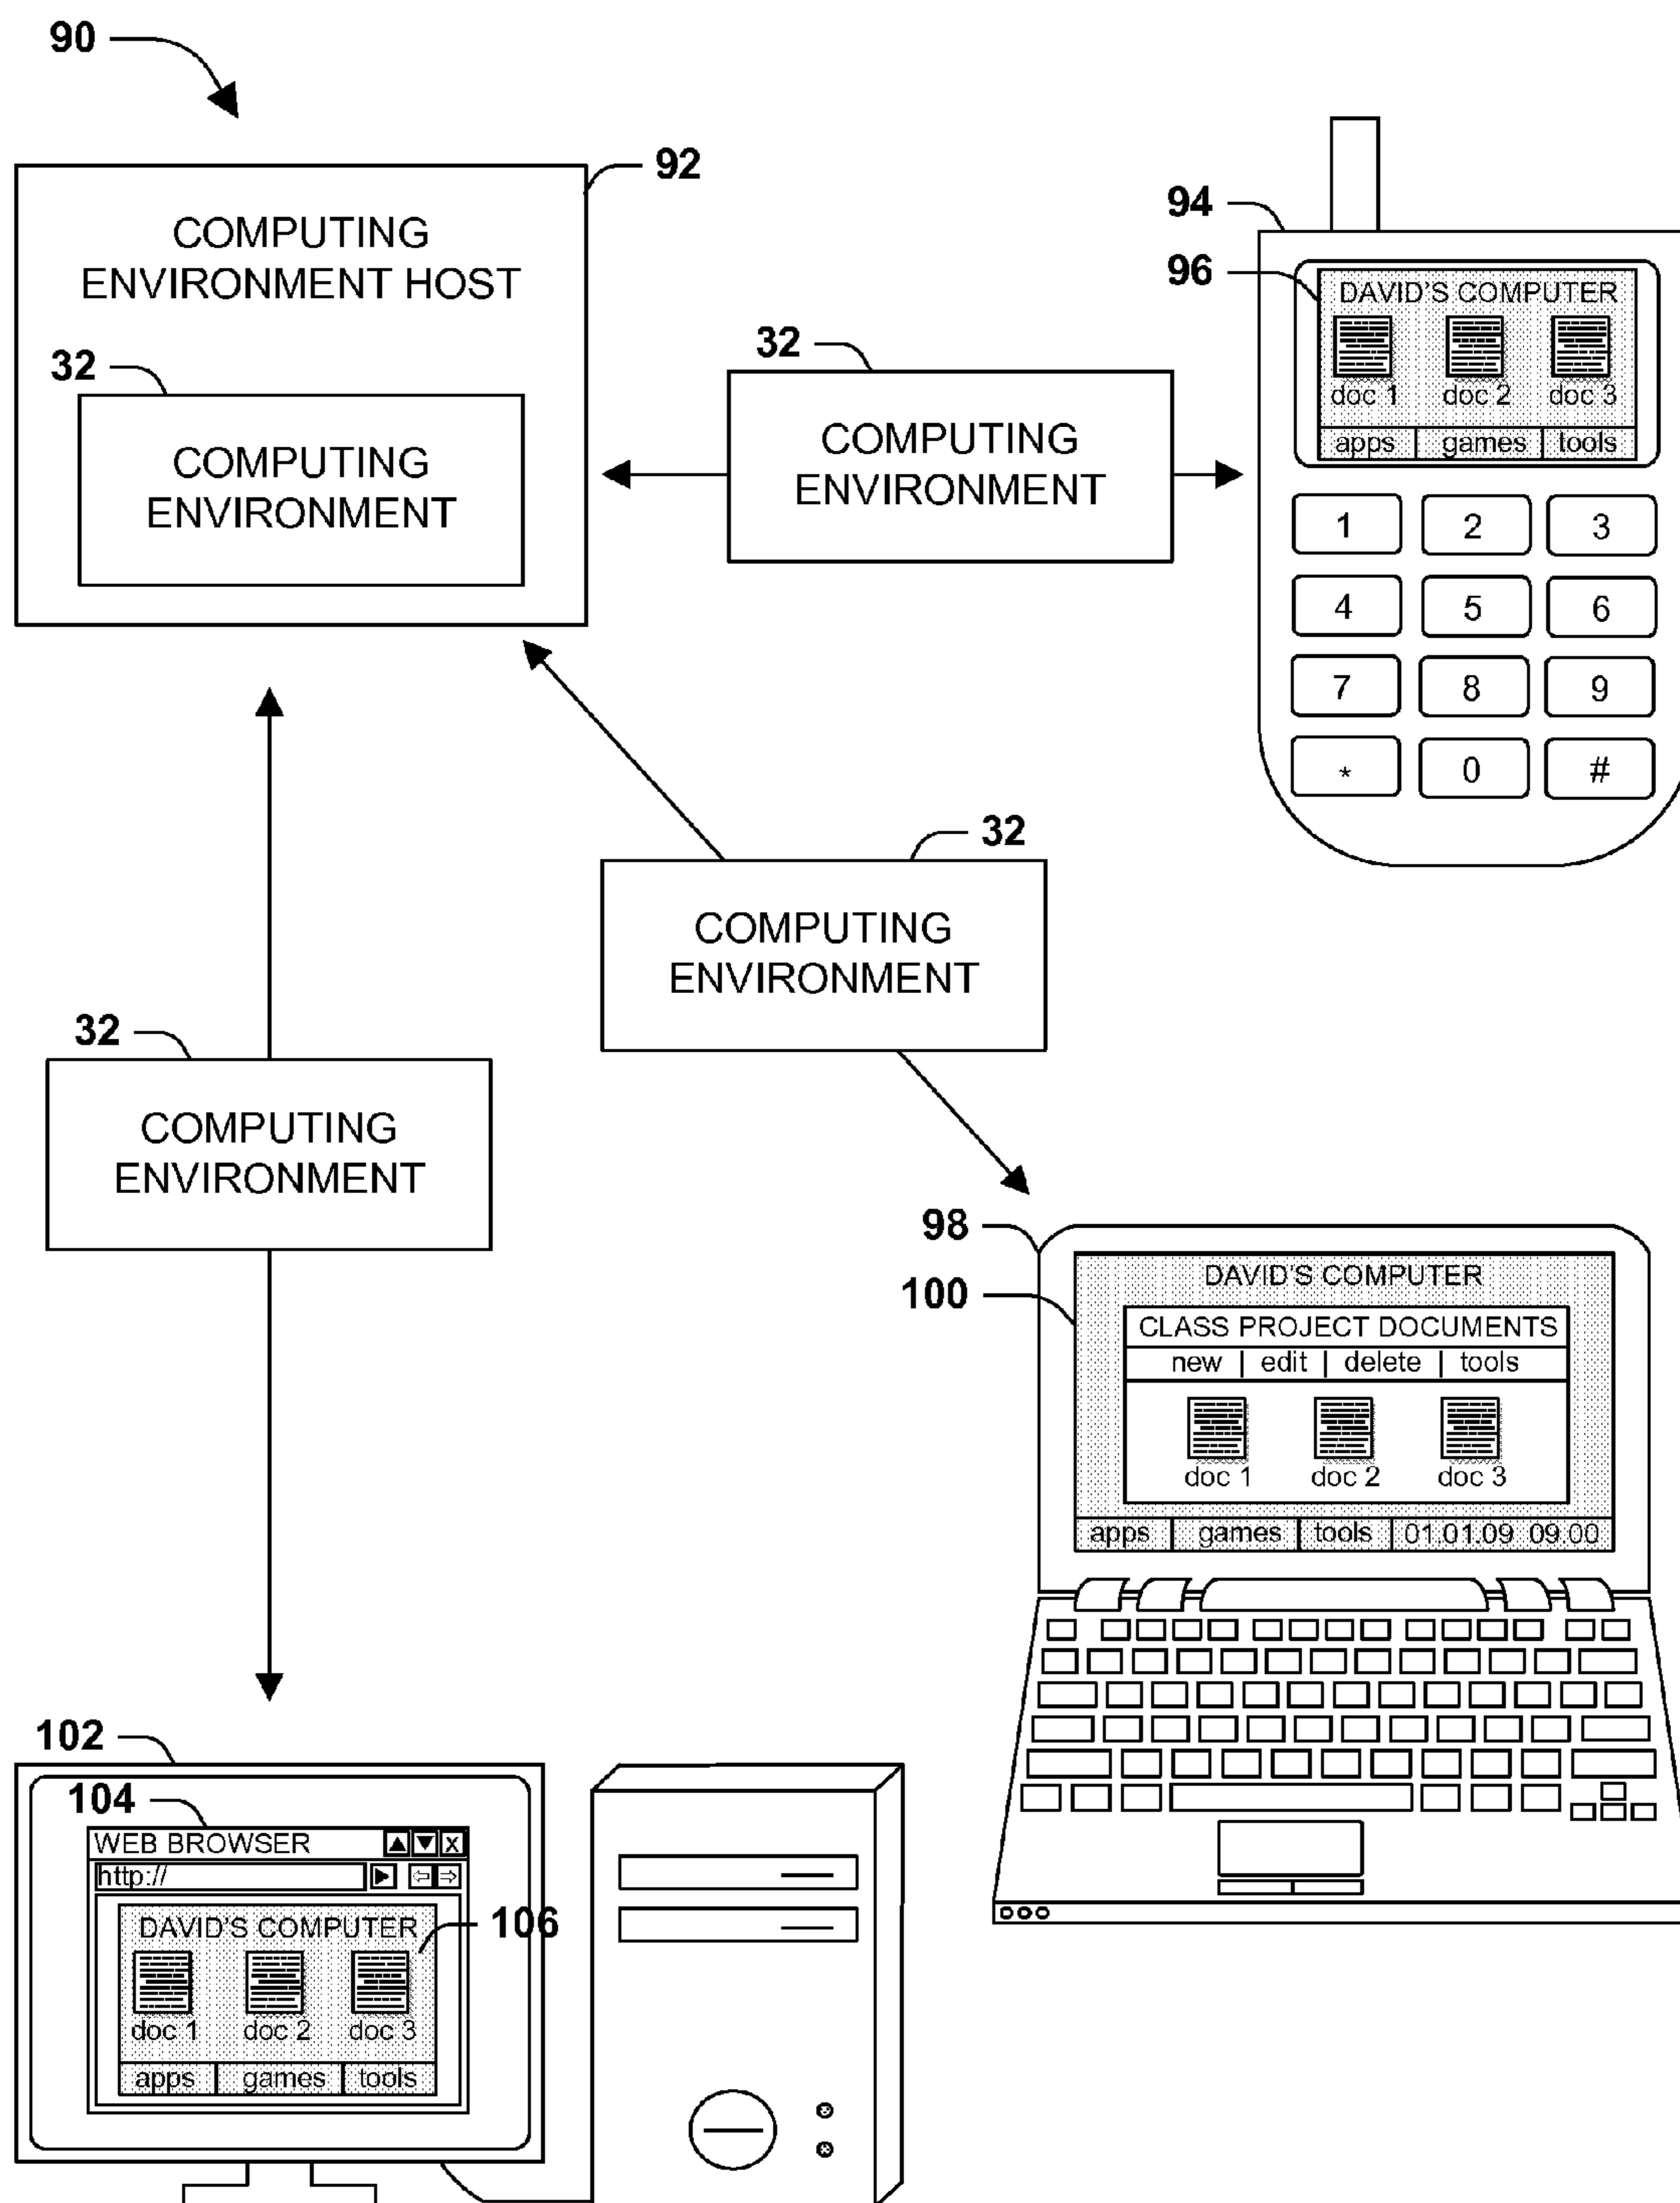 90
92
COMPUTING
ENVIRONMENT HOST
32
COMPUTING
ENVIRONMENT
32
COMPUTING
ENVIRONMENT
94
96
DAVID'S COMPUTER
doc 1 doc 2 doc 3
apps games tools
1 2 3
4 5 6
7 8 9
* 0 #
32
COMPUTING
ENVIRONMENT
32
COMPUTING
ENVIRONMENT
98
100
DAVID'S COMPUTER
CLASS PROJECT DOCUMENTS
new | edit | delete | tools
doc 1 doc 2 doc 3
apps games tools 01.01.09 09:00
102
104
WEB BROWSER X
http://
DAVID'S COMPUTER
106
doc 1 doc 2 doc 3
apps games tools